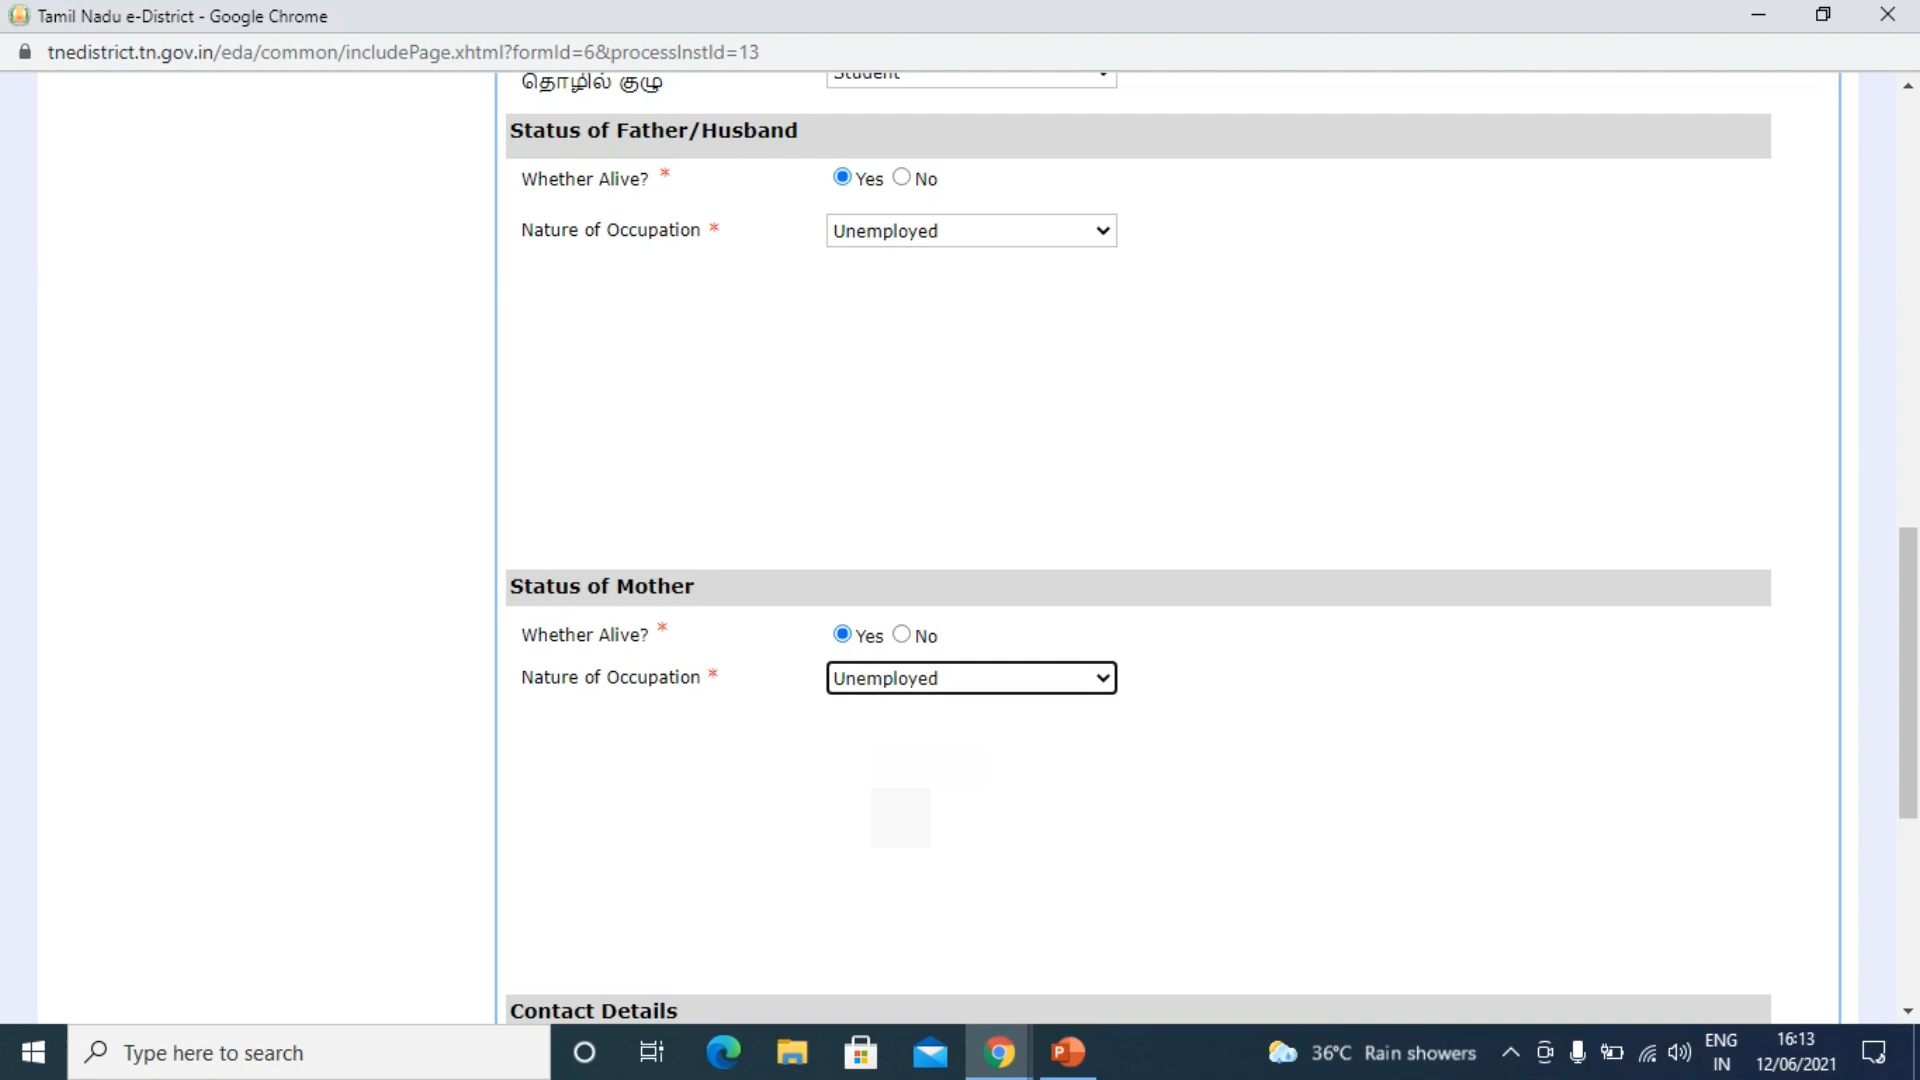 Tamil Nadu e-District - Google Chrome
tnedistrict.tn.gov.in/eda/common/includePage.xhtml?formId=6&processInstId=13
தொழில் குழு Student
Status of Father/Husband
Whether Alive? * Yes No
Nature of Occupation * Unemployed
Status of Mother
Whether Alive? * Yes No
Nature of Occupation * Unemployed
Contact Details
Type here to search
36°C Rain showers
ENG
IN
16:13
12/06/2021